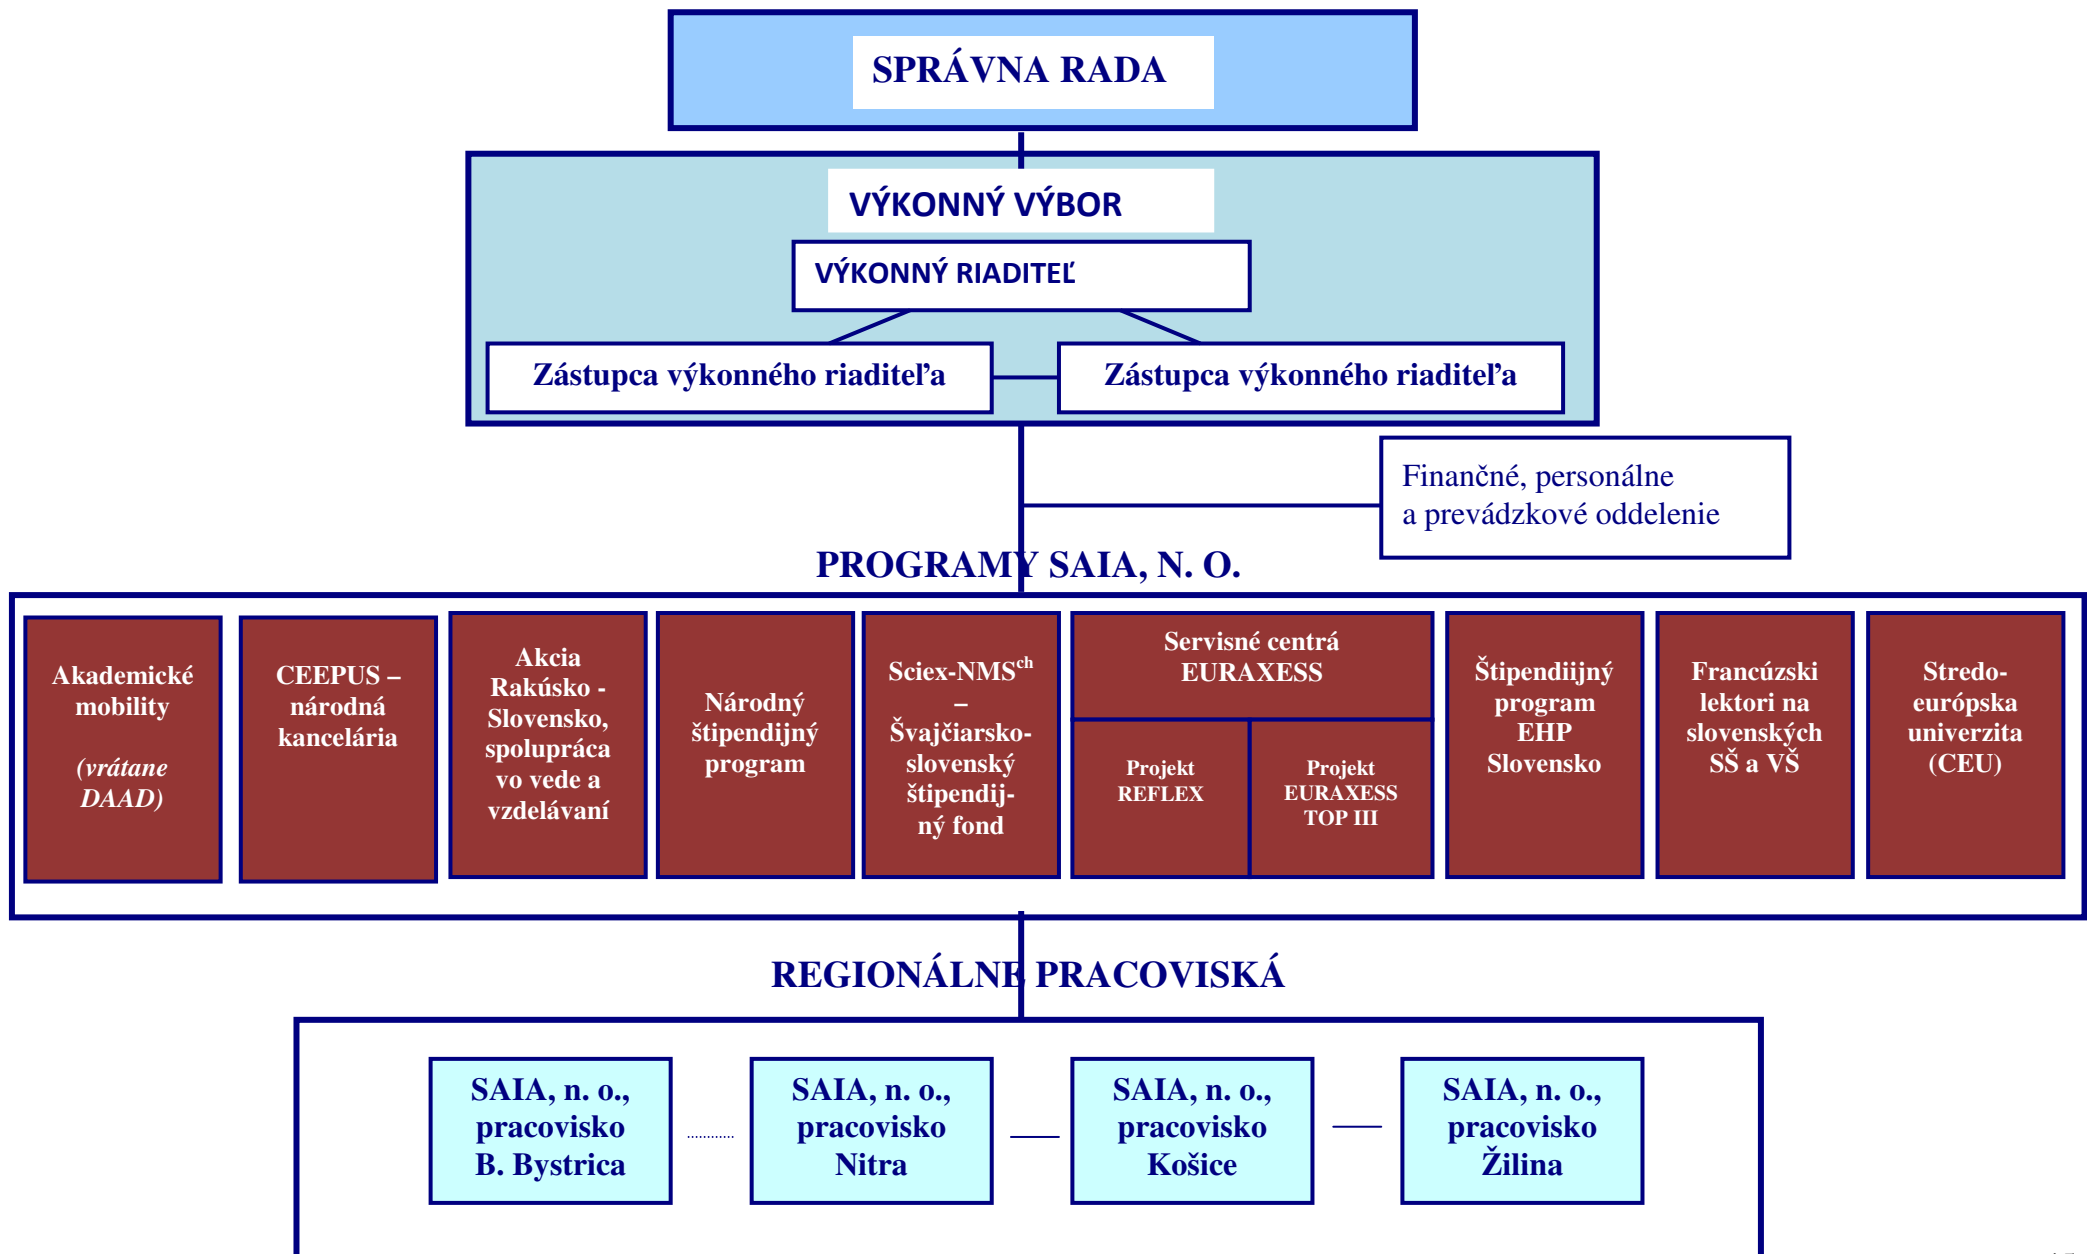 SPRÁVNA RADA
VÝKONNÝ VÝBOR
VÝKONNÝ RIADITEĽ
Zástupca výkonného riaditeľa
Zástupca výkonného riaditeľa
Finančné, personálne
a prevádzkové oddelenie
PROGRAMY SAIA, N. O.
Akademické
mobility
(vrátane
DAAD)
CEEPUS –
národná
kancelária
Akcia
Rakúsko -
Slovensko,
spolupráca
vo vede a
vzdelávaní
Národný
štipendijný
program
Sciex-NMSch
–
Švajčiarsko-
slovenský
štipendij-
ný fond
Servisné centrá
EURAXESS
Projekt
REFLEX
Projekt
EURAXESS
TOP III
Štipendiijný
program
EHP
Slovensko
Francúzski
lektori na
slovenských
SŠ a VŠ
Stredo-
európska
univerzita
(CEU)
REGIONÁLNE PRACOVISKÁ
SAIA, n. o.,
pracovisko
B. Bystrica
SAIA, n. o.,
pracovisko
Nitra
SAIA, n. o.,
pracovisko
Košice
SAIA, n. o.,
pracovisko
Žilina